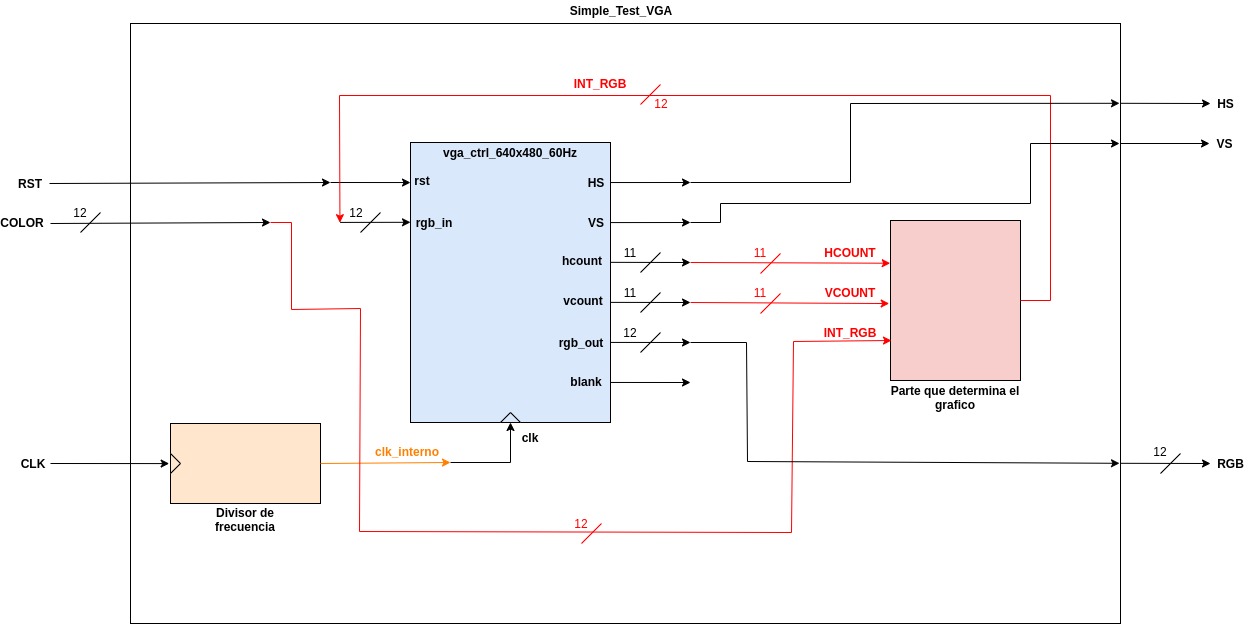 Simple_Test_VGA
INT_RGB
12
HS
VS
vga_ctrl_640x480_60Hz
RST
rst
HS
COLOR
12
12
rgb_in
VS
hcount
11
11
HCOUNT
vcount
11
11
VCOUNT
rgb_out
12
INT_RGB
blank
Parte que determina el
grafico
clk
clk_interno
CLK
12
RGB
Divisor de
frecuencia
12